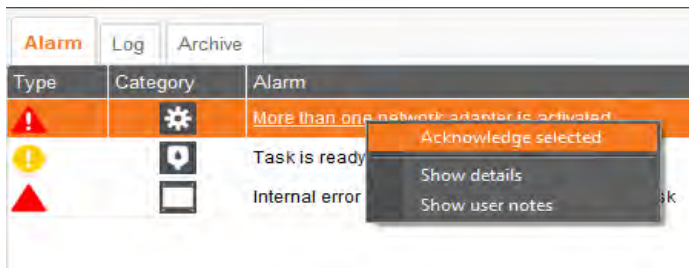 Alarm Log Archive
Type Category Alarm
More than one network adapter is activated
Acknowledge selected
Task is ready
Show details
Internal error
Show user notes